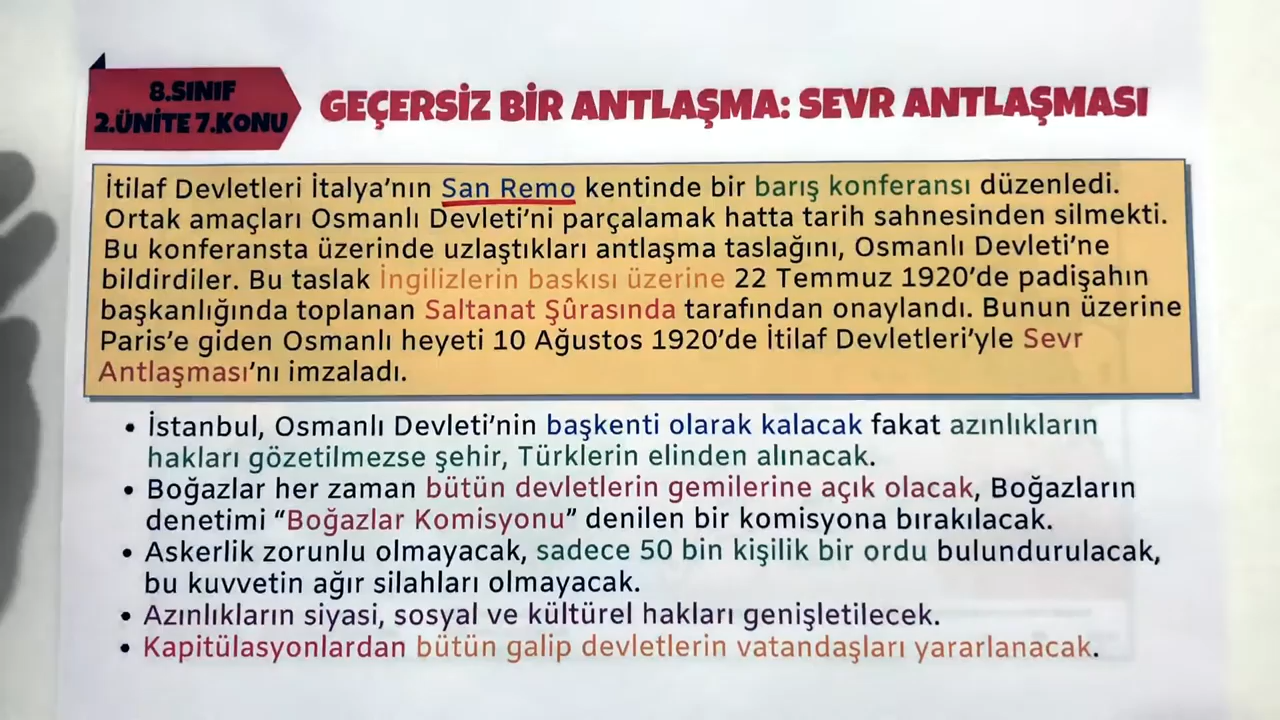 8.SINIF
2.ÜNİTE 7.KONU
GEÇERSİZ BİR ANTLAŞMA: SEVR ANTLAŞMASI
İtilaf Devletleri İtalya'nın San Remo kentinde bir barış konferansı düzenledi.
Ortak amaçları Osmanlı Devleti'ni parçalamak hatta tarih sahnesinden silmekti.
Bu konferansta üzerinde uzlaştıkları antlaşma taslağını, Osmanlı Devleti'ne
bildirdiler. Bu taslak İngilizlerin baskısı üzerine 22 Temmuz 1920'de padişahın
başkanlığında toplanan Saltanat Şûrasında tarafından onaylandı. Bunun üzerine
Paris'e giden Osmanlı heyeti 10 Ağustos 1920'de İtilaf Devletleri'yle Sevr
Antlaşması'nı imzaladı.
• İstanbul, Osmanlı Devleti'nin başkenti olarak kalacak fakat azınlıkların
hakları gözetilmezse şehir, Türklerin elinden alınacak.
• Boğazlar her zaman bütün devletlerin gemilerine açık olacak, Boğazların
denetimi "Boğazlar Komisyonu" denilen bir komisyona bırakılacak.
• Askerlik zorunlu olmayacak, sadece 50 bin kişilik bir ordu bulundurulacak,
bu kuvvetin ağır silahları olmayacak.
• Azınlıkların siyasi, sosyal ve kültürel hakları genişletilecek.
• Kapitülasyonlardan bütün galip devletlerin vatandaşları yararlanacak.